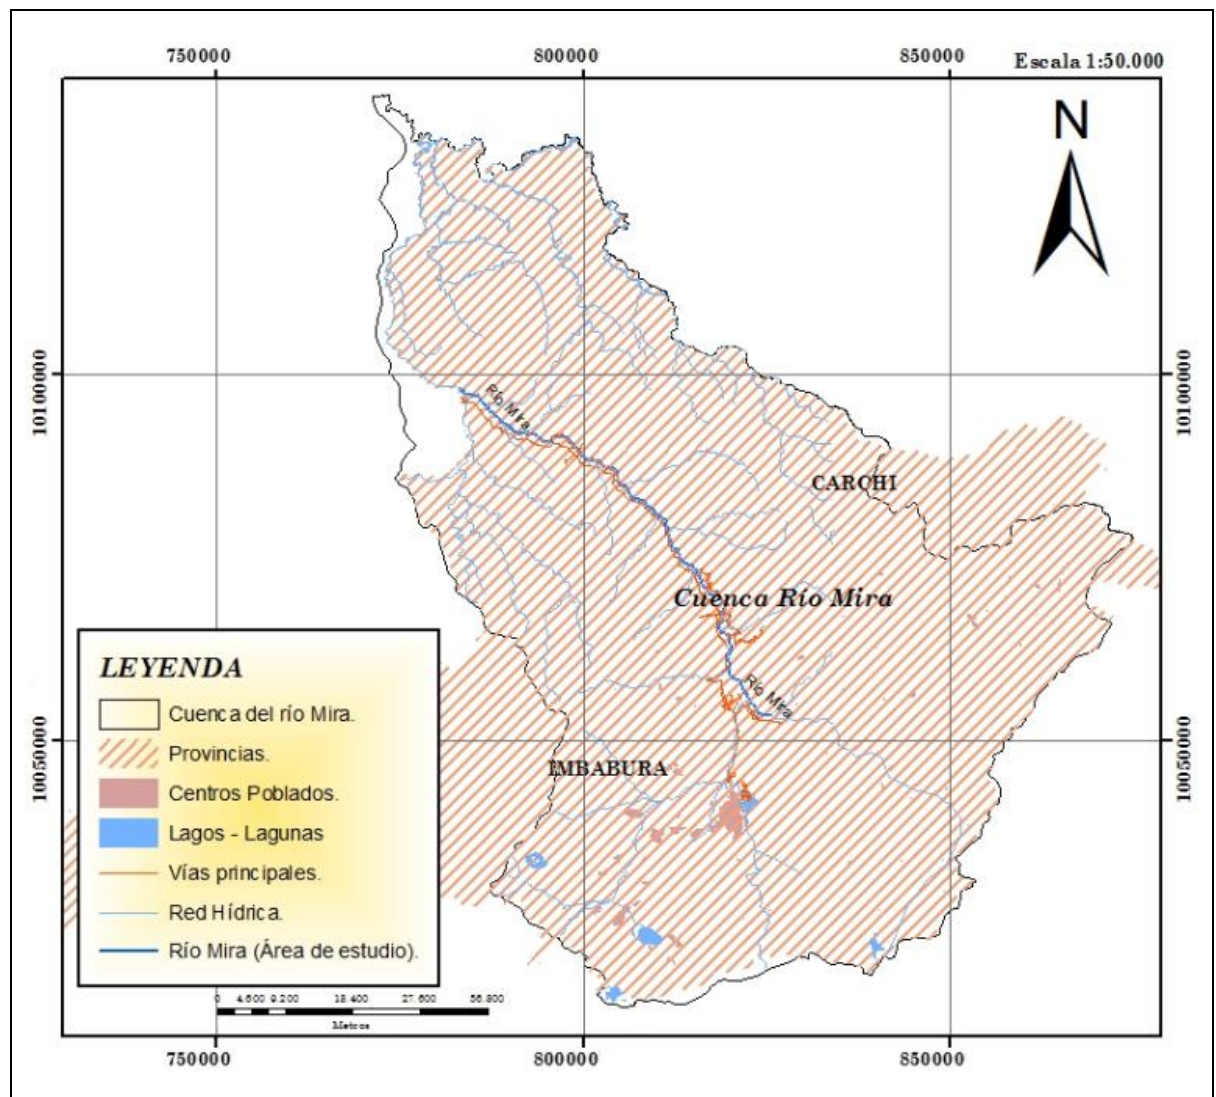 750000
800000
850000
Escala 1:50.000
N
10100000
10100000
Río Mira
CARCHI
Cuenca Río Mira
Río Mira
10050000
10050000
IMBABURA
LEYENDA
Cuenca del río Mira.
Provincias.
Centros Poblados.
Lagos - Lagunas
Vías principales.
Red Hídrica.
Río Mira (Área de estudio).
0 4.600 9.200 18.400 27.600 36.800
Metros
750000
800000
850000